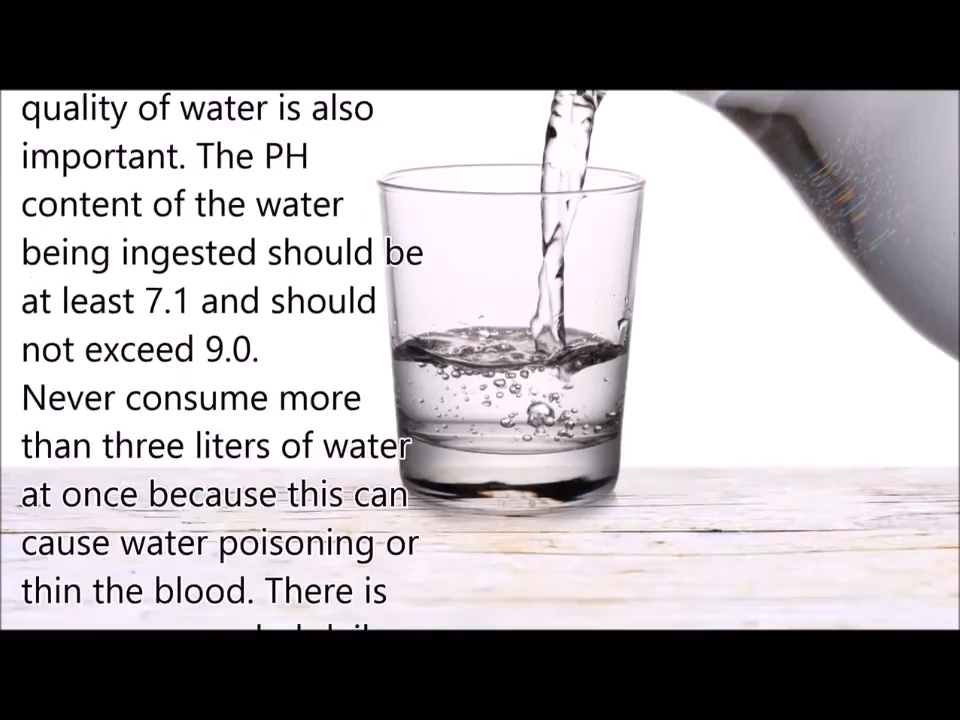 quality of water is also
important. The PH
content of the water
being ingested should be
at least 7.1 and should
not exceed 9.0.
Never consume more
than three liters of water
at once because this can
cause water poisoning or
thin the blood. There is